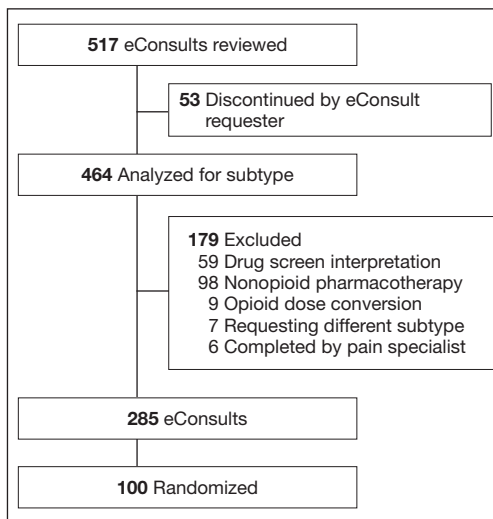 517 eConsults reviewed
53 Discontinued by eConsult
requester
464 Analyzed for subtype
179 Excluded
59 Drug screen interpretation
98 Nonopioid pharmacotherapy
9 Opioid dose conversion
7 Requesting different subtype
6 Completed by pain specialist
285 eConsults
100 Randomized